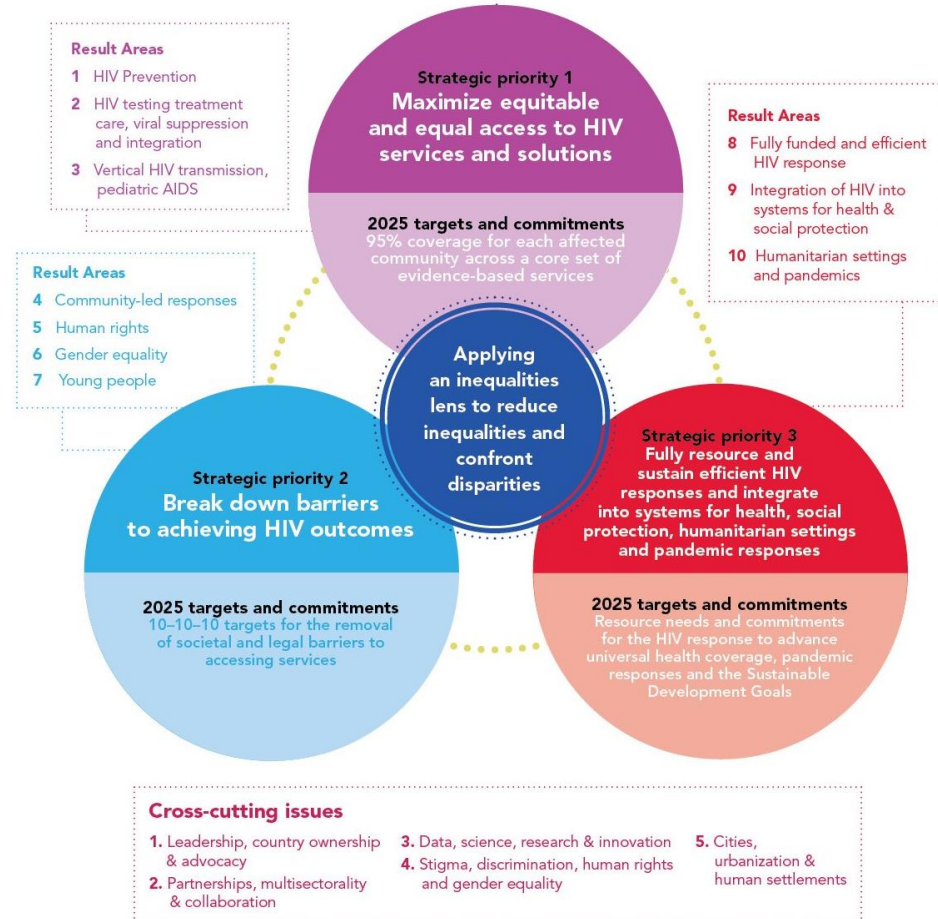 Result Areas
1 HIV Prevention
2 HIV testing treatment
care, viral suppression
and integration
3 Vertical HIV transmission,
pediatric AIDS
Strategic priority 1
Maximize equitable
and equal access to HIV
services and solutions
2025 targets and commitments
95% coverage for each affected
community across a core set of
evidence-based services
Result Areas
8 Fully funded and efficient
HIV response
9 Integration of HIV into
systems for health &
social protection
10 Humanitarian settings
and pandemics
Result Areas
4 Community-led responses
5 Human rights
6 Gender equality
7 Young people
Applying
an inequalities
lens to reduce
inequalities and
confront
disparities
Strategic priority 2
Break down barriers
to achieving HIV outcomes
2025 targets and commitments
10–10–10 targets for the removal
of societal and legal barriers to
accessing services
Strategic priority 3
Fully resource and
sustain efficient HIV
responses and integrate
into systems for health, social
protection, humanitarian settings
and pandemic responses
2025 targets and commitments
Resource needs and commitments
for the HIV response to advance
universal health coverage, pandemic
responses and the Sustainable
Development Goals
Cross-cutting issues
1. Leadership, country ownership
& advocacy
2. Partnerships, multisectorality
& collaboration
3. Data, science, research & innovation
4. Stigma, discrimination, human rights
and gender equality
5. Cities,
urbanization &
human settlements